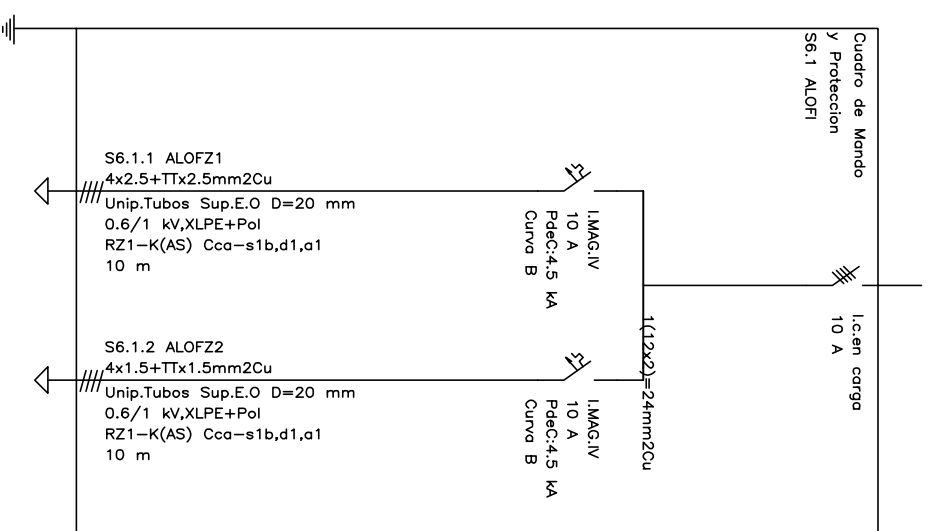 Cuadro de Mando
y Proteccion
S6.1 ALOFI
S6.1.1 ALOFZ1
4x2.5+TTx2.5mm2Cu
Unip.Tubos Sup.E.O D=20 mm
0.6/1 kV,XLPE+Pol
RZ1-K(AS) Cca-s1b,d1,a1
10 m
I.MAG.IV
10 A
PdeC:4.5 kA
Curva B
I.c.en carga
10 A
1(12x2)=24mm2Cu
S6.1.2 ALOFZ2
4x1.5+TTx1.5mm2Cu
Unip.Tubos Sup.E.O D=20 mm
0.6/1 kV,XLPE+Pol
RZ1-K(AS) Cca-s1b,d1,a1
10 m
I.MAG.IV
10 A
PdeC:4.5 kA
Curva B